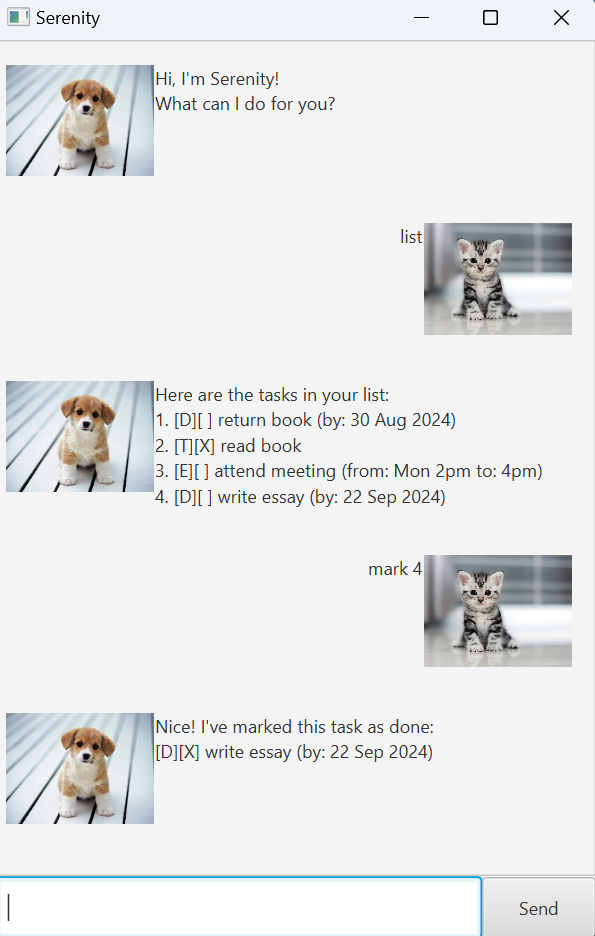 Serenity
Hi, I'm Serenity!
What can I do for you?
list
Here are the tasks in your list:
1. [D][ ] return book (by: 30 Aug 2024)
2. [T][X] read book
3. [E][ ] attend meeting (from: Mon 2pm to: 4pm)
4. [D][ ] write essay (by: 22 Sep 2024)
mark 4
Nice! I've marked this task as done:
[D][X] write essay (by: 22 Sep 2024)
Send